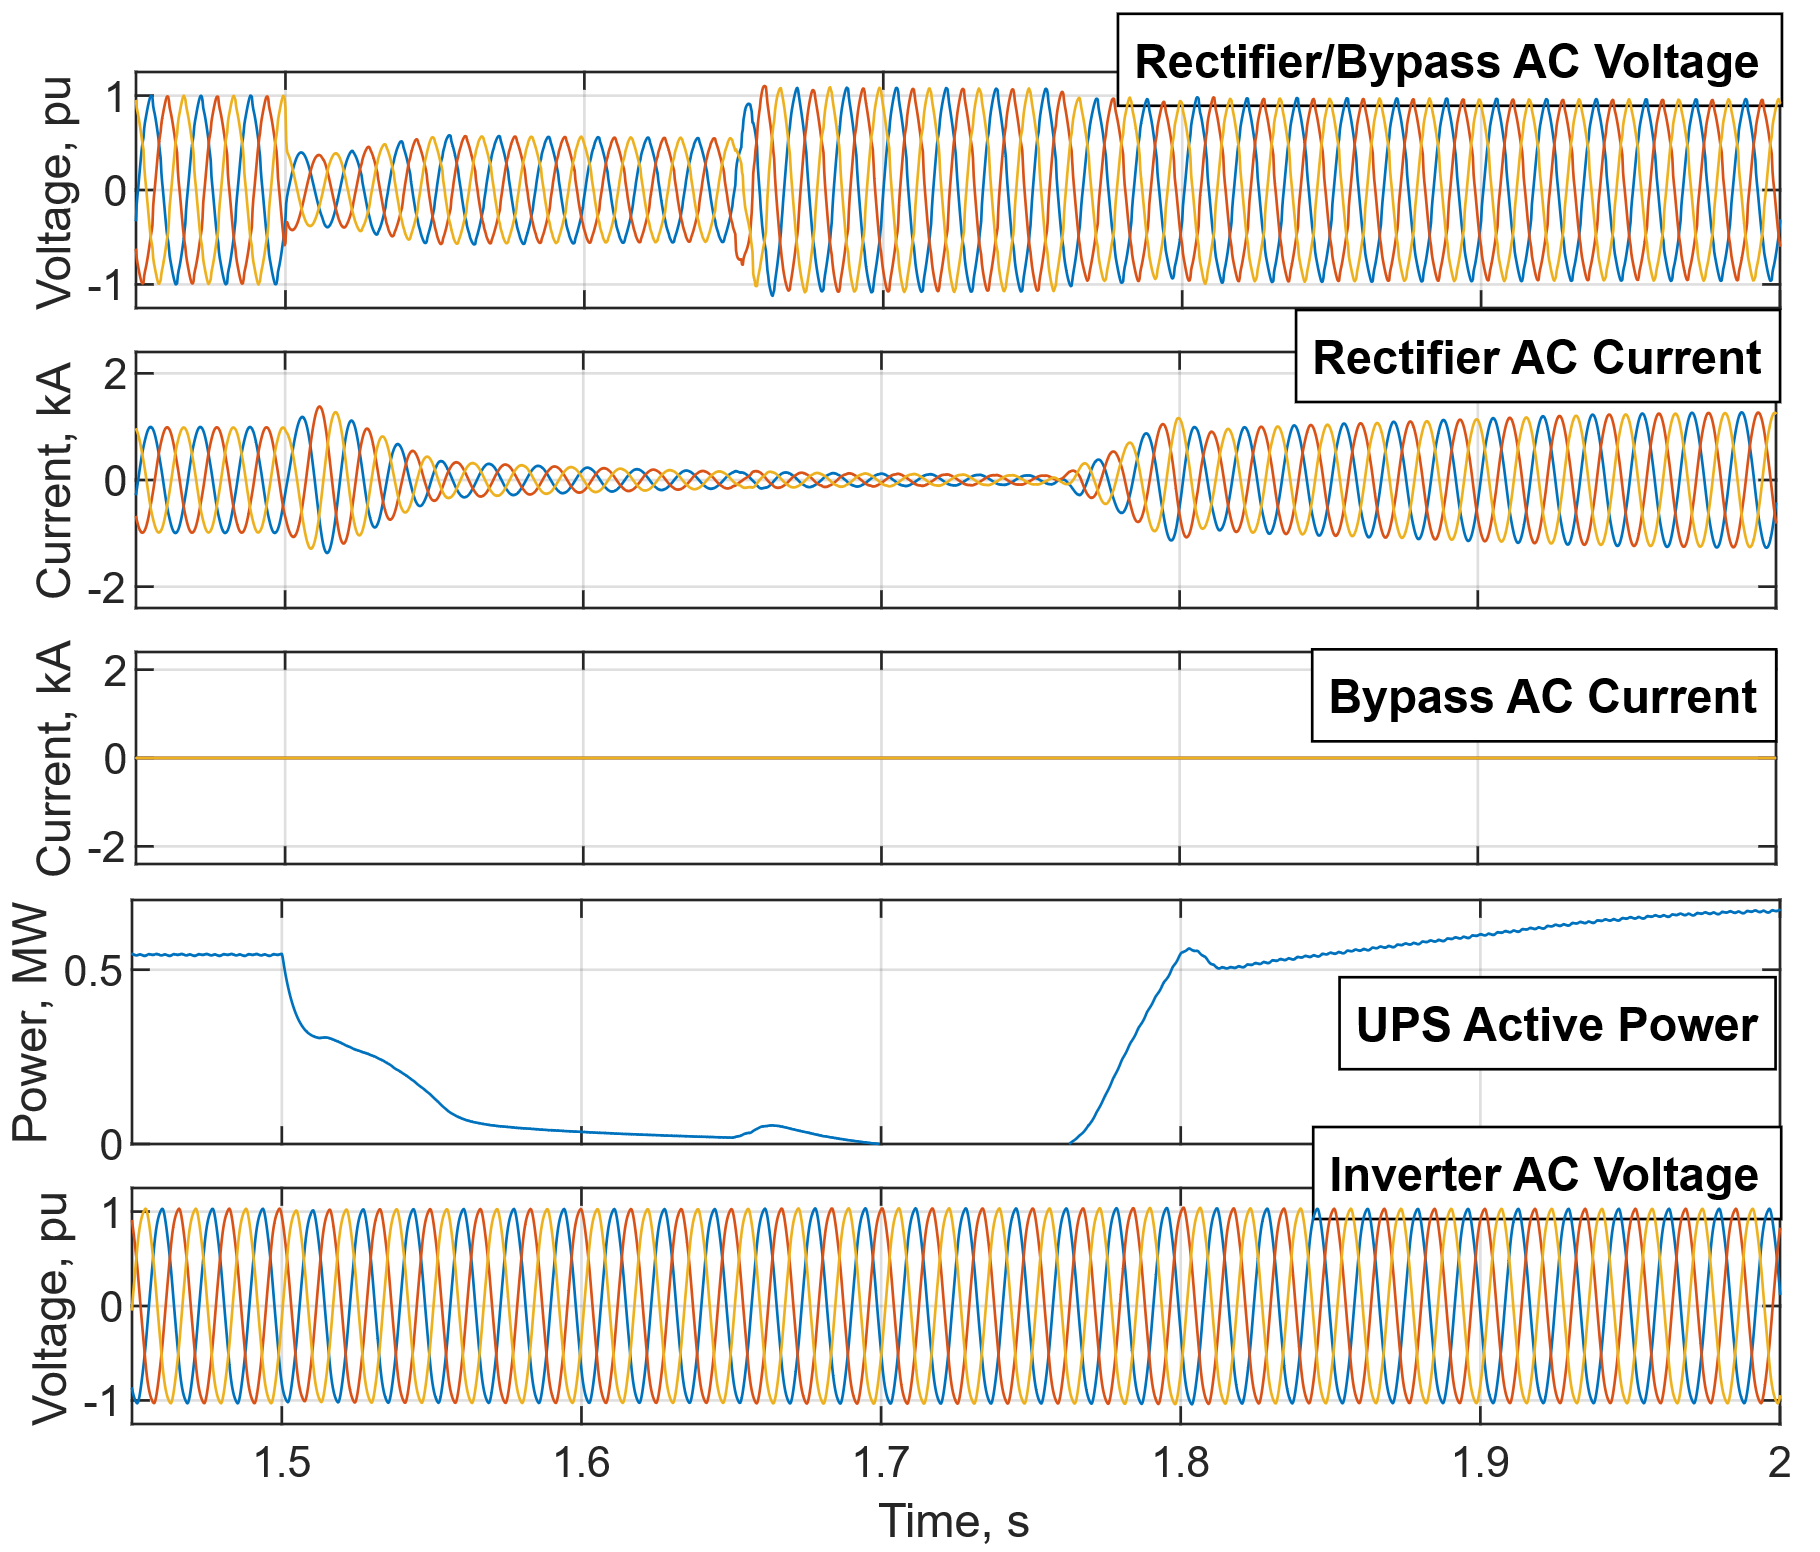 Rectifier/Bypass AC Voltage
Voltage, pu
1
0
-1
Rectifier AC Current
Current, kA
2
0
-2
Bypass AC Current
Current, kA
2
0
-2
UPS Active Power
Power, MW
0.5
0
Inverter AC Voltage
Voltage, pu
1
0
-1
1.5 1.6 1.7 1.8 1.9 2
Time, s